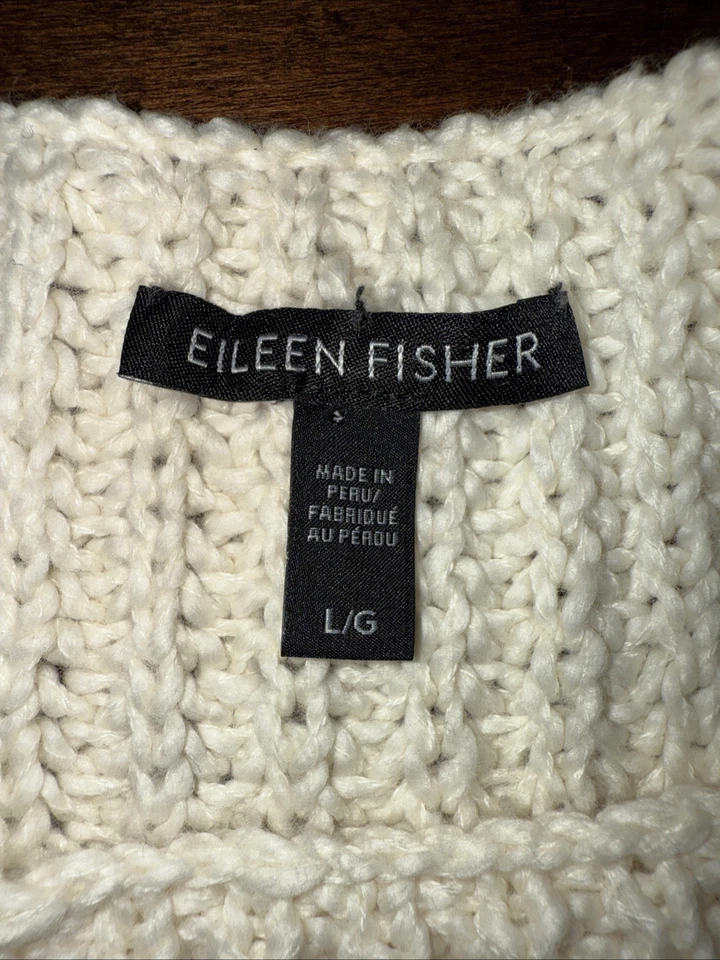 EILEEN FISHER
MADE IN
PERU/
FABRIQUÉ
AU PÉROU
L/G